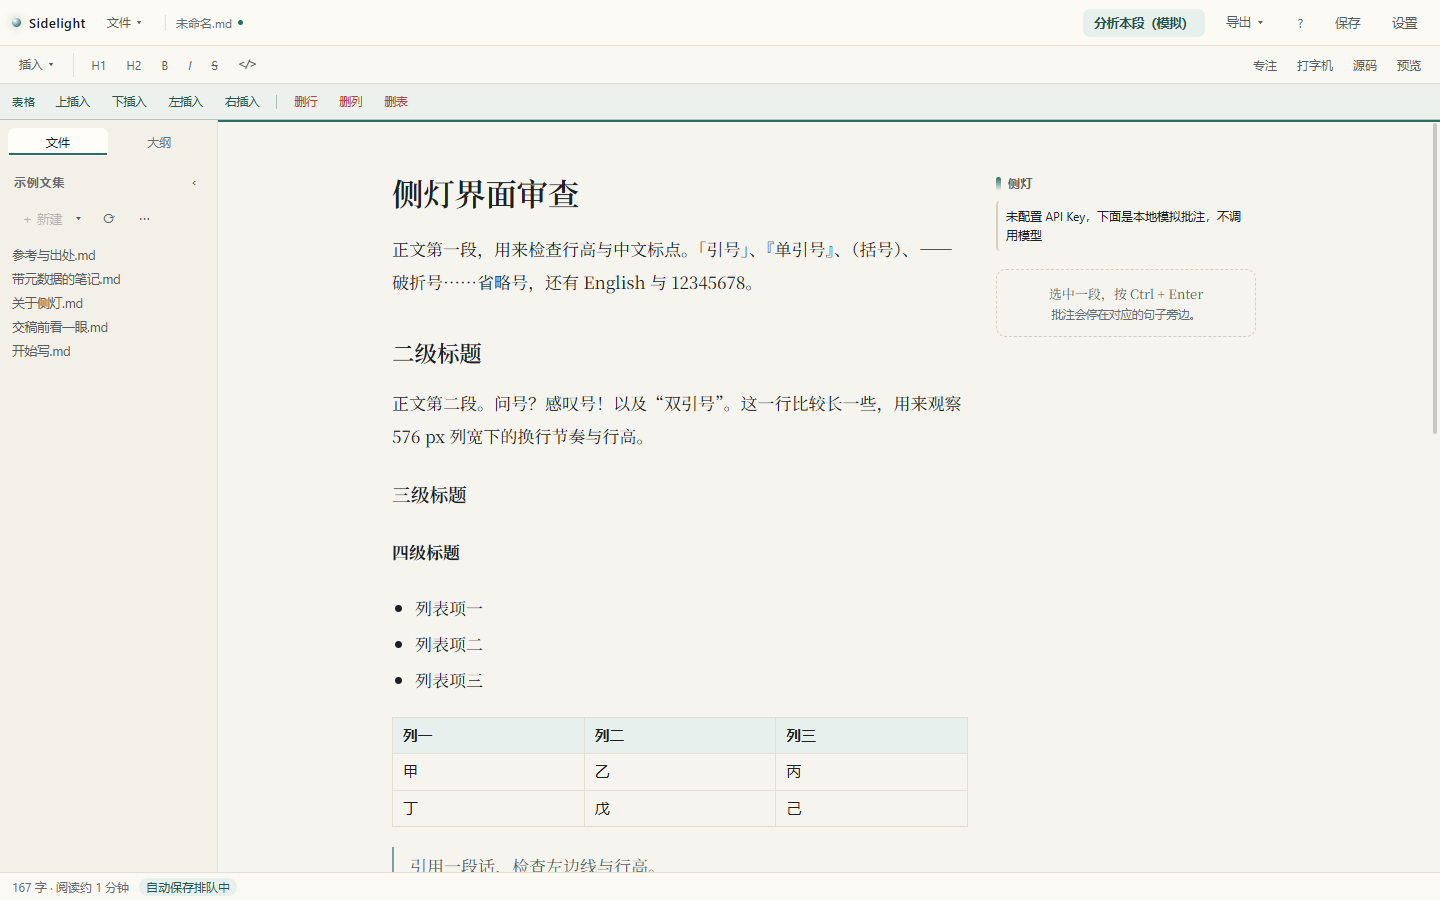 Sidelight 文件 未命名.md 分析本段（模拟） 导出 ? 保存 设置
插入 H1 H2 B I S </> 专注 打字机 源码 预览
表格 上插入 下插入 左插入 右插入 删行 删列 删表
文件 大纲
示例文集 ‹
+ 新建 ···
参考与出处.md
带元数据的笔记.md
关于侧灯.md
交稿前看一眼.md
开始写.md
侧灯界面审查
正文第一段，用来检查行高与中文标点。「引号」、『单引号』、（括号）、——
破折号……省略号，还有 English 与 12345678。
二级标题
正文第二段。问号？感叹号！以及“双引号”。这一行比较长一些，用来观察
576 px 列宽下的换行节奏与行高。
三级标题
四级标题
• 列表项一
• 列表项二
• 列表项三
列一 列二 列三
甲 乙 丙
丁 戊 己
引用一段话，检查左边线与行高。
侧灯
未配置 API Key，下面是本地模拟批注，不调
用模型
选中一段，按 Ctrl + Enter
批注会停在对应的句子旁边。
167 字 · 阅读约 1 分钟 自动保存排队中